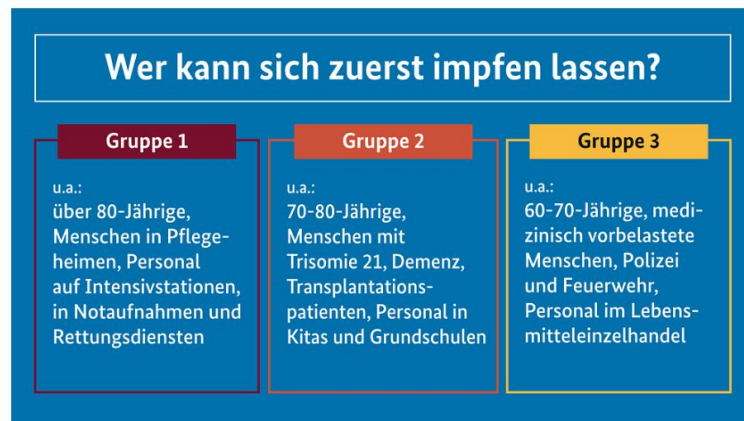 Wer kann sich zuerst impfen lassen?
Gruppe 1
u.a.:
über 80-Jährige,
Menschen in Pflege-
heimen, Personal
auf Intensivstationen,
in Notaufnahmen und
Rettungsdiensten
Gruppe 2
u.a.:
70-80-Jährige,
Menschen mit
Trisomie 21, Demenz,
Transplantations-
patienten, Personal in
Kitas und Grundschulen
Gruppe 3
u.a.:
60-70-Jährige, medi-
zinisch vorbelastete
Menschen, Polizei
und Feuerwehr,
Personal im Lebens-
mitteleinzelhandel